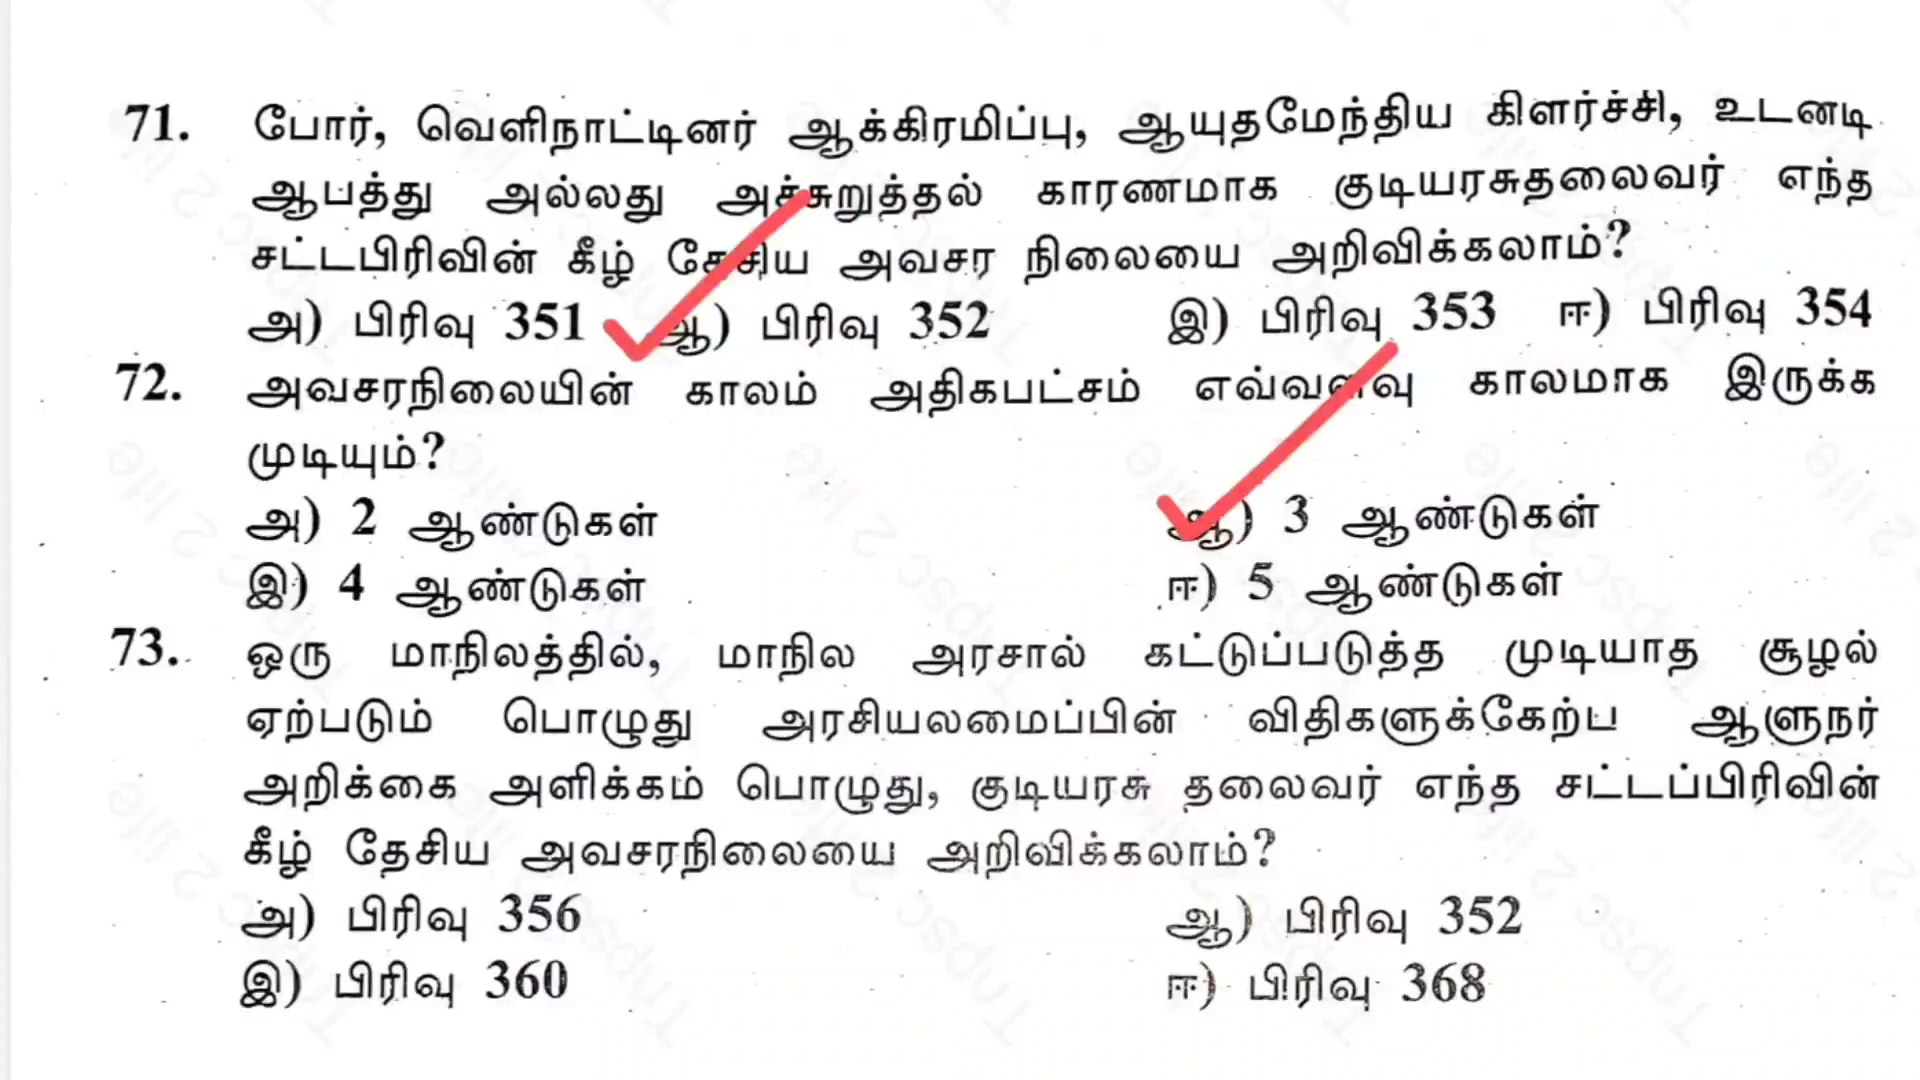 71. போர், வெளிநாட்டினர் ஆக்கிரமிப்பு, ஆயுதமேந்திய கிளர்ச்சி, உடனடி
ஆபத்து அல்லது அச்சுறுத்தல் காரணமாக குடியரசுதலைவர் எந்த
சட்டபிரிவின் கீழ் தேசிய அவசர நிலையை அறிவிக்கலாம்?
அ) பிரிவு 351 ஆ) பிரிவு 352 இ) பிரிவு 353 ஈ) பிரிவு 354
72. அவசரநிலையின் காலம் அதிகபட்சம் எவ்வளவு காலமாக இருக்க
முடியும்?
அ) 2 ஆண்டுகள் ஆ) 3 ஆண்டுகள்
இ) 4 ஆண்டுகள் ஈ) 5 ஆண்டுகள்
73. ஒரு மாநிலத்தில், மாநில அரசால் கட்டுப்படுத்த முடியாத சூழல்
ஏற்படும் பொழுது அரசியலமைப்பின் விதிகளுக்கேற்ப ஆளுநர்
அறிக்கை அளிக்கம் பொழுது, குடியரசு தலைவர் எந்த சட்டப்பிரிவின்
கீழ் தேசிய அவசரநிலையை அறிவிக்கலாம்?
அ) பிரிவு 356 ஆ) பிரிவு 352
இ) பிரிவு 360 ஈ) பிரிவு 368
Tnpsc 2 life